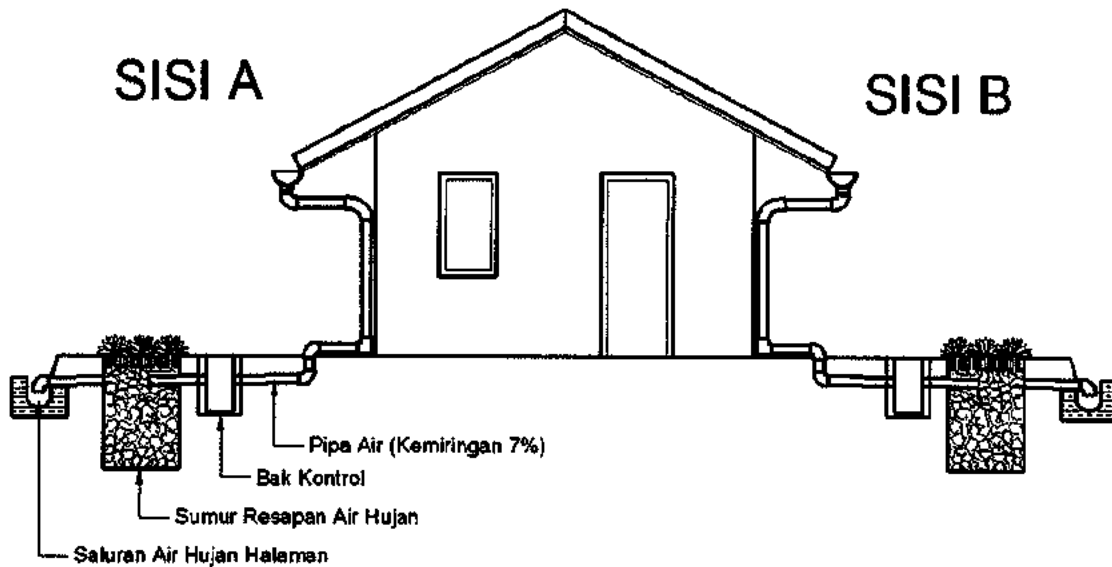 SISI A
SISI B
Pipa Air (Kemiringan 7%)
Bak Kontrol
Sumur Resapan Air Hujan
Saluran Air Hujan Halaman